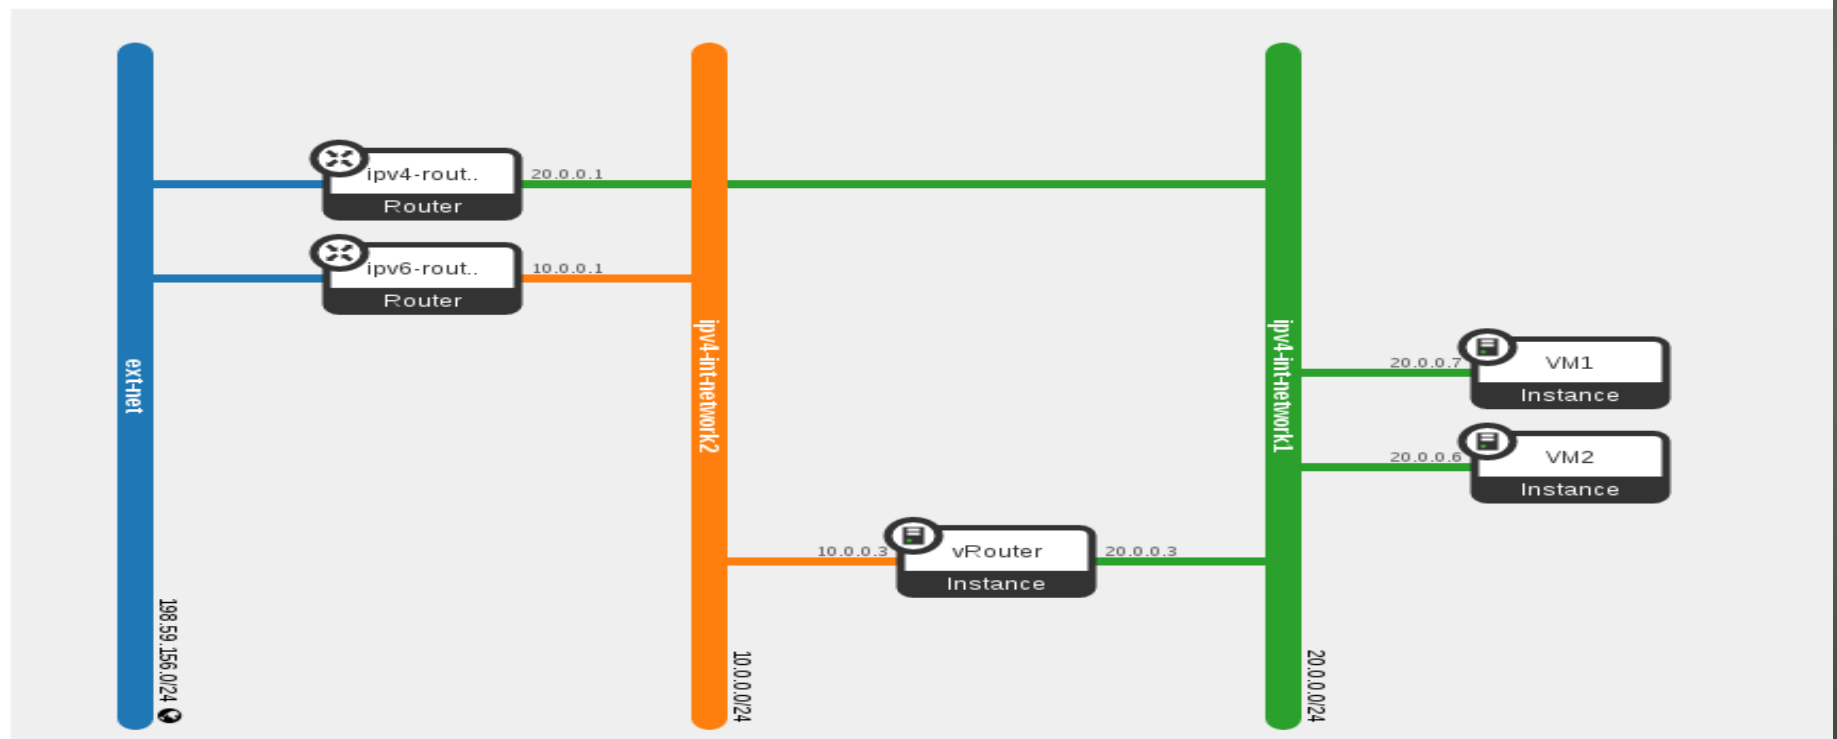 ipv4-rout..
Router
20.0.0.1
ipv6-rout..
Router
10.0.0.1
ext-net
198.59.156.0/24
ipv4-int-network2
10.0.0.0/24
10.0.0.3
vRouter
Instance
20.0.0.3
ipv4-int-network1
20.0.0.0/24
20.0.0.7
VM1
Instance
20.0.0.6
VM2
Instance